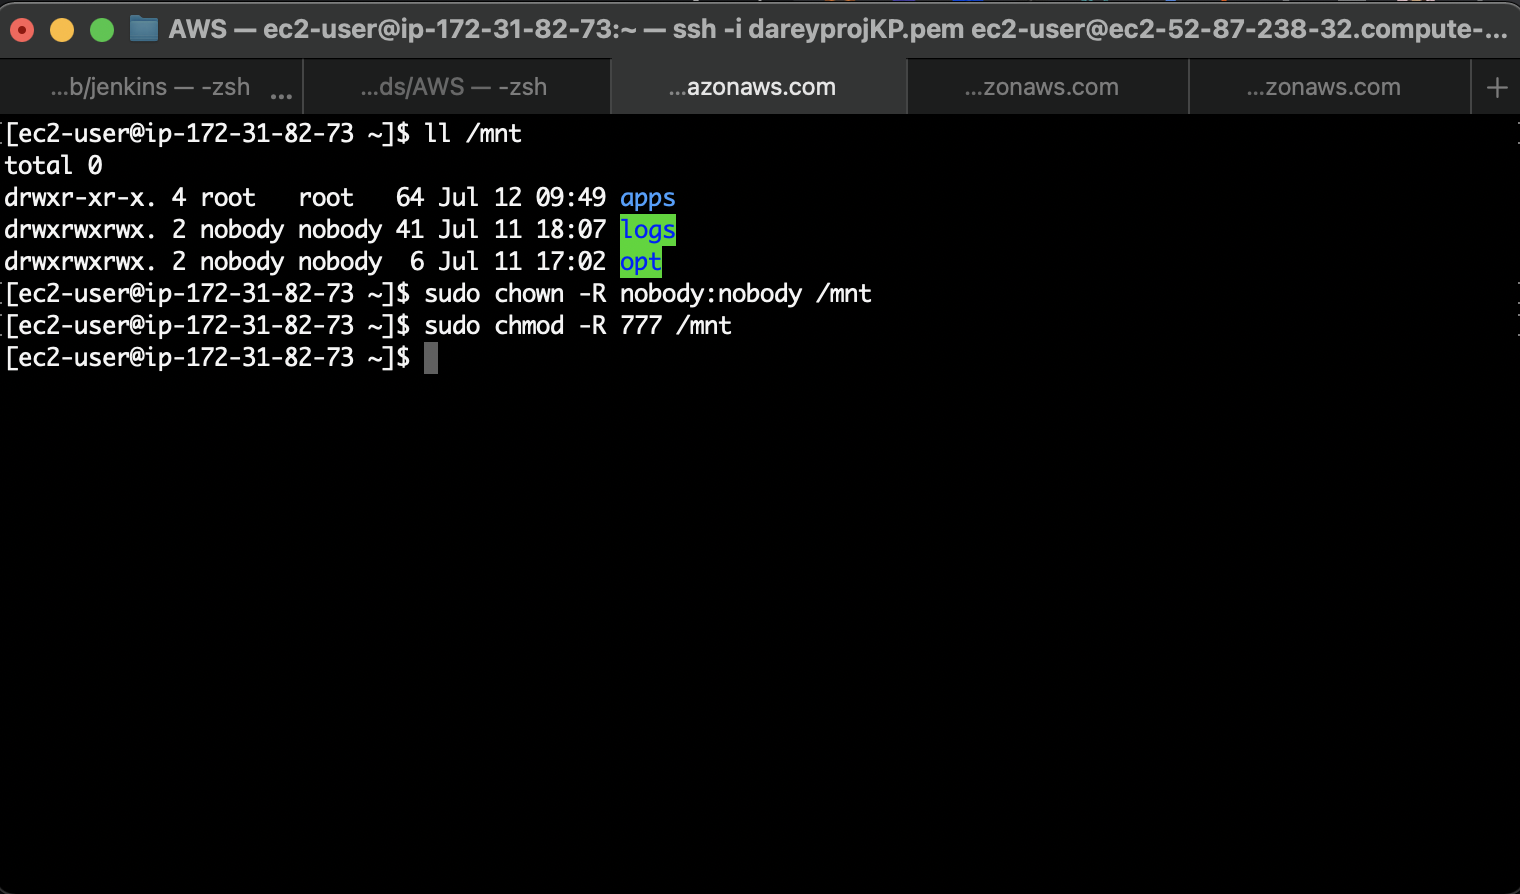 AWS — ec2-user@ip-172-31-82-73:~ — ssh -i dareyprojKP.pem ec2-user@ec2-52-87-238-32.compute-...
...b/jenkins — -zsh ... ...ds/AWS — -zsh ...azonaws.com ...zonaws.com ...zonaws.com +
[ec2-user@ip-172-31-82-73 ~]$ ll /mnt
total 0
drwxr-xr-x. 4 root   root   64 Jul 12 09:49 apps
drwxrwxrwx. 2 nobody nobody 41 Jul 11 18:07 logs
drwxrwxrwx. 2 nobody nobody  6 Jul 11 17:02 opt
[ec2-user@ip-172-31-82-73 ~]$ sudo chown -R nobody:nobody /mnt
[ec2-user@ip-172-31-82-73 ~]$ sudo chmod -R 777 /mnt
[ec2-user@ip-172-31-82-73 ~]$